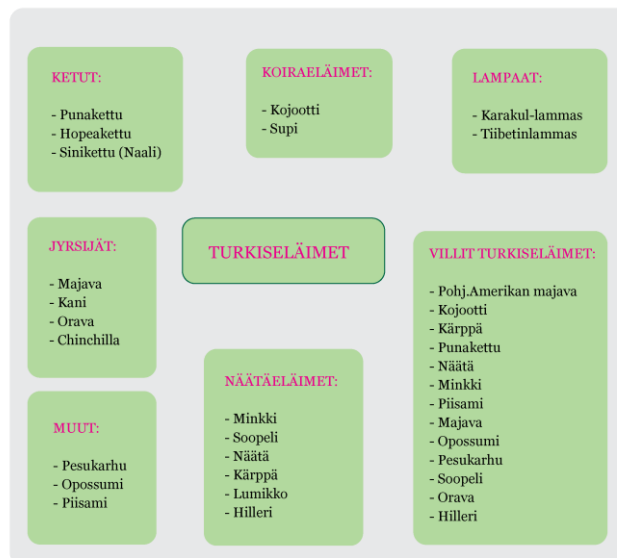 KETUT:
- Punakettu
- Hopeakettu
- Sinikettu (Naali)
KOIRAELÄIMET:
- Kojootti
- Supi
LAMPAAT:
- Karakul-lammas
- Tiibetinlammas
JYRSIJÄT:
- Majava
- Kani
- Orava
- Chinchilla
TURKISELÄIMET
VILLIT TURKISELÄIMET:
- Pohj.Amerikan majava
- Kojootti
- Kärppä
- Punakettu
- Näätä
- Minkki
- Piisami
- Majava
- Opossumi
- Pesukarhu
- Soopeli
- Orava
- Hilleri
NÄÄTÄELÄIMET:
- Minkki
- Soopeli
- Näätä
- Kärppä
- Lumikko
- Hilleri
MUUT:
- Pesukarhu
- Opossumi
- Piisami